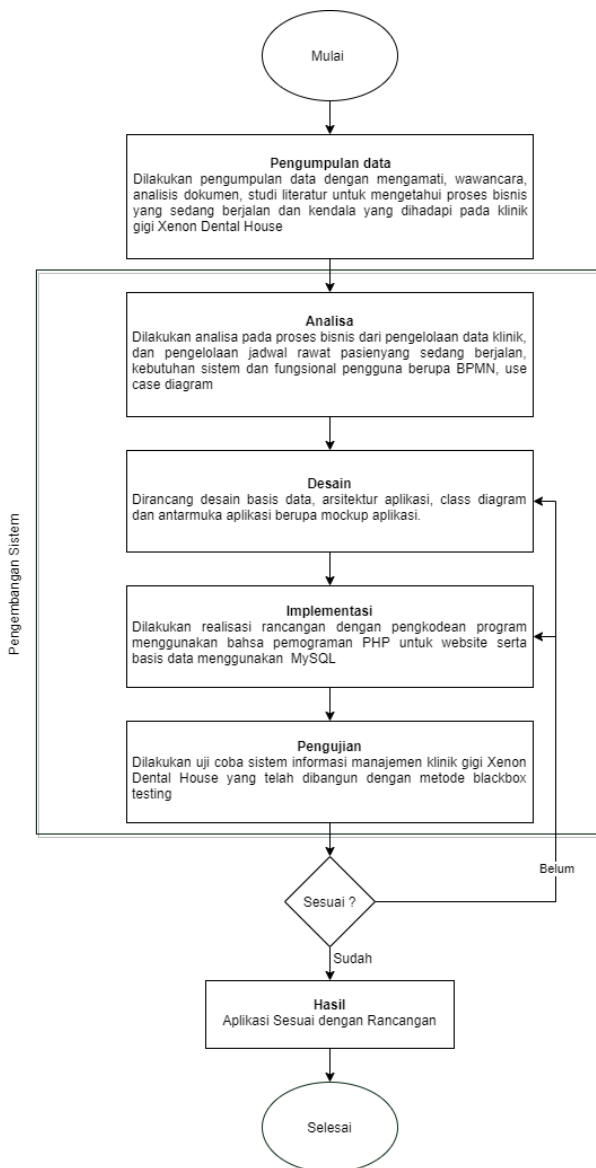 Mulai
Pengumpulan data
Dilakukan pengumpulan data dengan mengamati, wawancara,
analisis dokumen, studi literatur untuk mengetahui proses bisnis
yang sedang berjalan dan kendala yang dihadapi pada klinik
gigi Xenon Dental House
Pengembangan Sistem
Analisa
Dilakukan analisa pada proses bisnis dari pengelolaan data klinik,
dan pengelolaan jadwal rawat pasienyang sedang berjalan,
kebutuhan sistem dan fungsional pengguna berupa BPMN, use
case diagram
Desain
Dirancang desain basis data, arsitektur aplikasi, class diagram
dan antarmuka aplikasi berupa mockup aplikasi.
Implementasi
Dilakukan realisasi rancangan dengan pengkodean program
menggunakan bahsa pemograman PHP untuk website serta
basis data menggunakan MySQL
Pengujian
Dilakukan uji coba sistem informasi manajemen klinik gigi Xenon
Dental House yang telah dibangun dengan metode blackbox
testing
Belum
Sesuai ?
Sudah
Hasil
Aplikasi Sesuai dengan Rancangan
Selesai